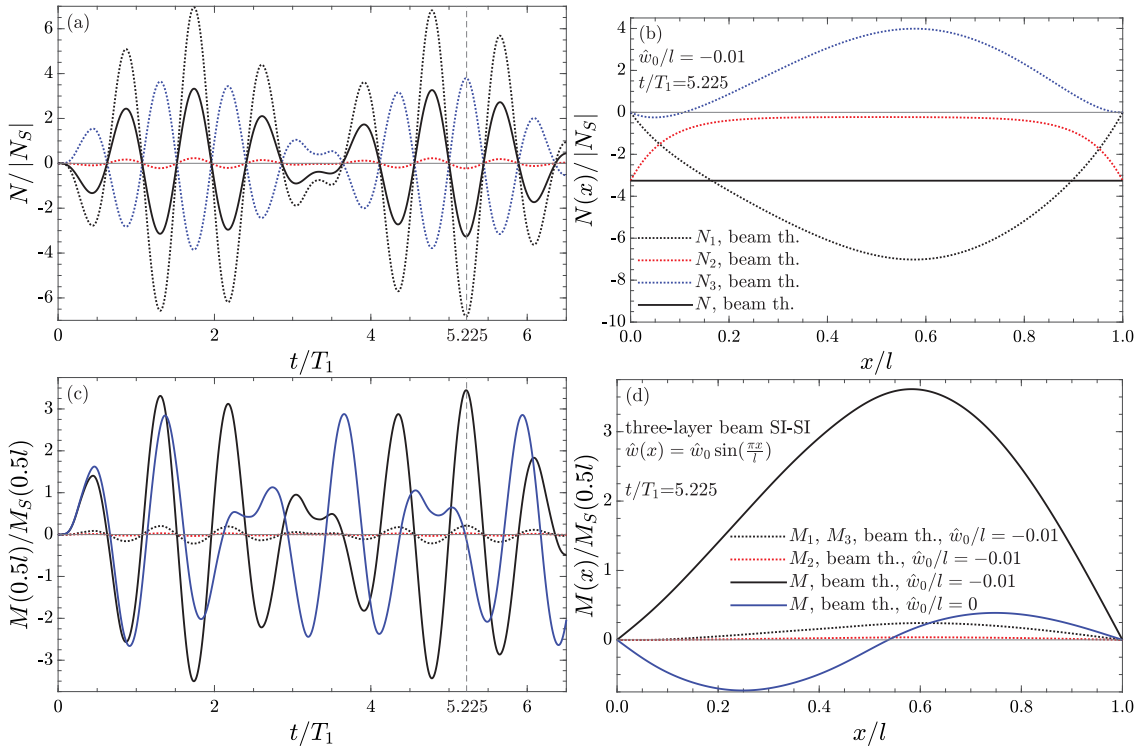 (a)
6
4
2
0
-2
-4
-6
N/ |N_S|
0
2
4
5.225
6
t/T_1
(b)
ŵ_0/l = −0.01
t/T_1=5.225
4
2
0
-2
-4
-6
-8
-10
N(x)/ |N_S|
N_1, beam th.
N_2, beam th.
N_3, beam th.
N, beam th.
0.0
0.2
0.4
0.6
0.8
1.0
x/l
(c)
3
2
1
0
-1
-2
-3
M(0.5l)/M_S(0.5l)
0
2
4
5.225
6
t/T_1
(d)
three-layer beam SI-SI
ŵ(x) = ŵ_0 sin(πx/l)
t/T_1=5.225
3
2
1
0
M(x)/M_S(0.5l)
M_1, M_3, beam th., ŵ_0/l = −0.01
M_2, beam th., ŵ_0/l = −0.01
M, beam th., ŵ_0/l = −0.01
M, beam th., ŵ_0/l = 0
0.0
0.2
0.4
0.6
0.8
1.0
x/l